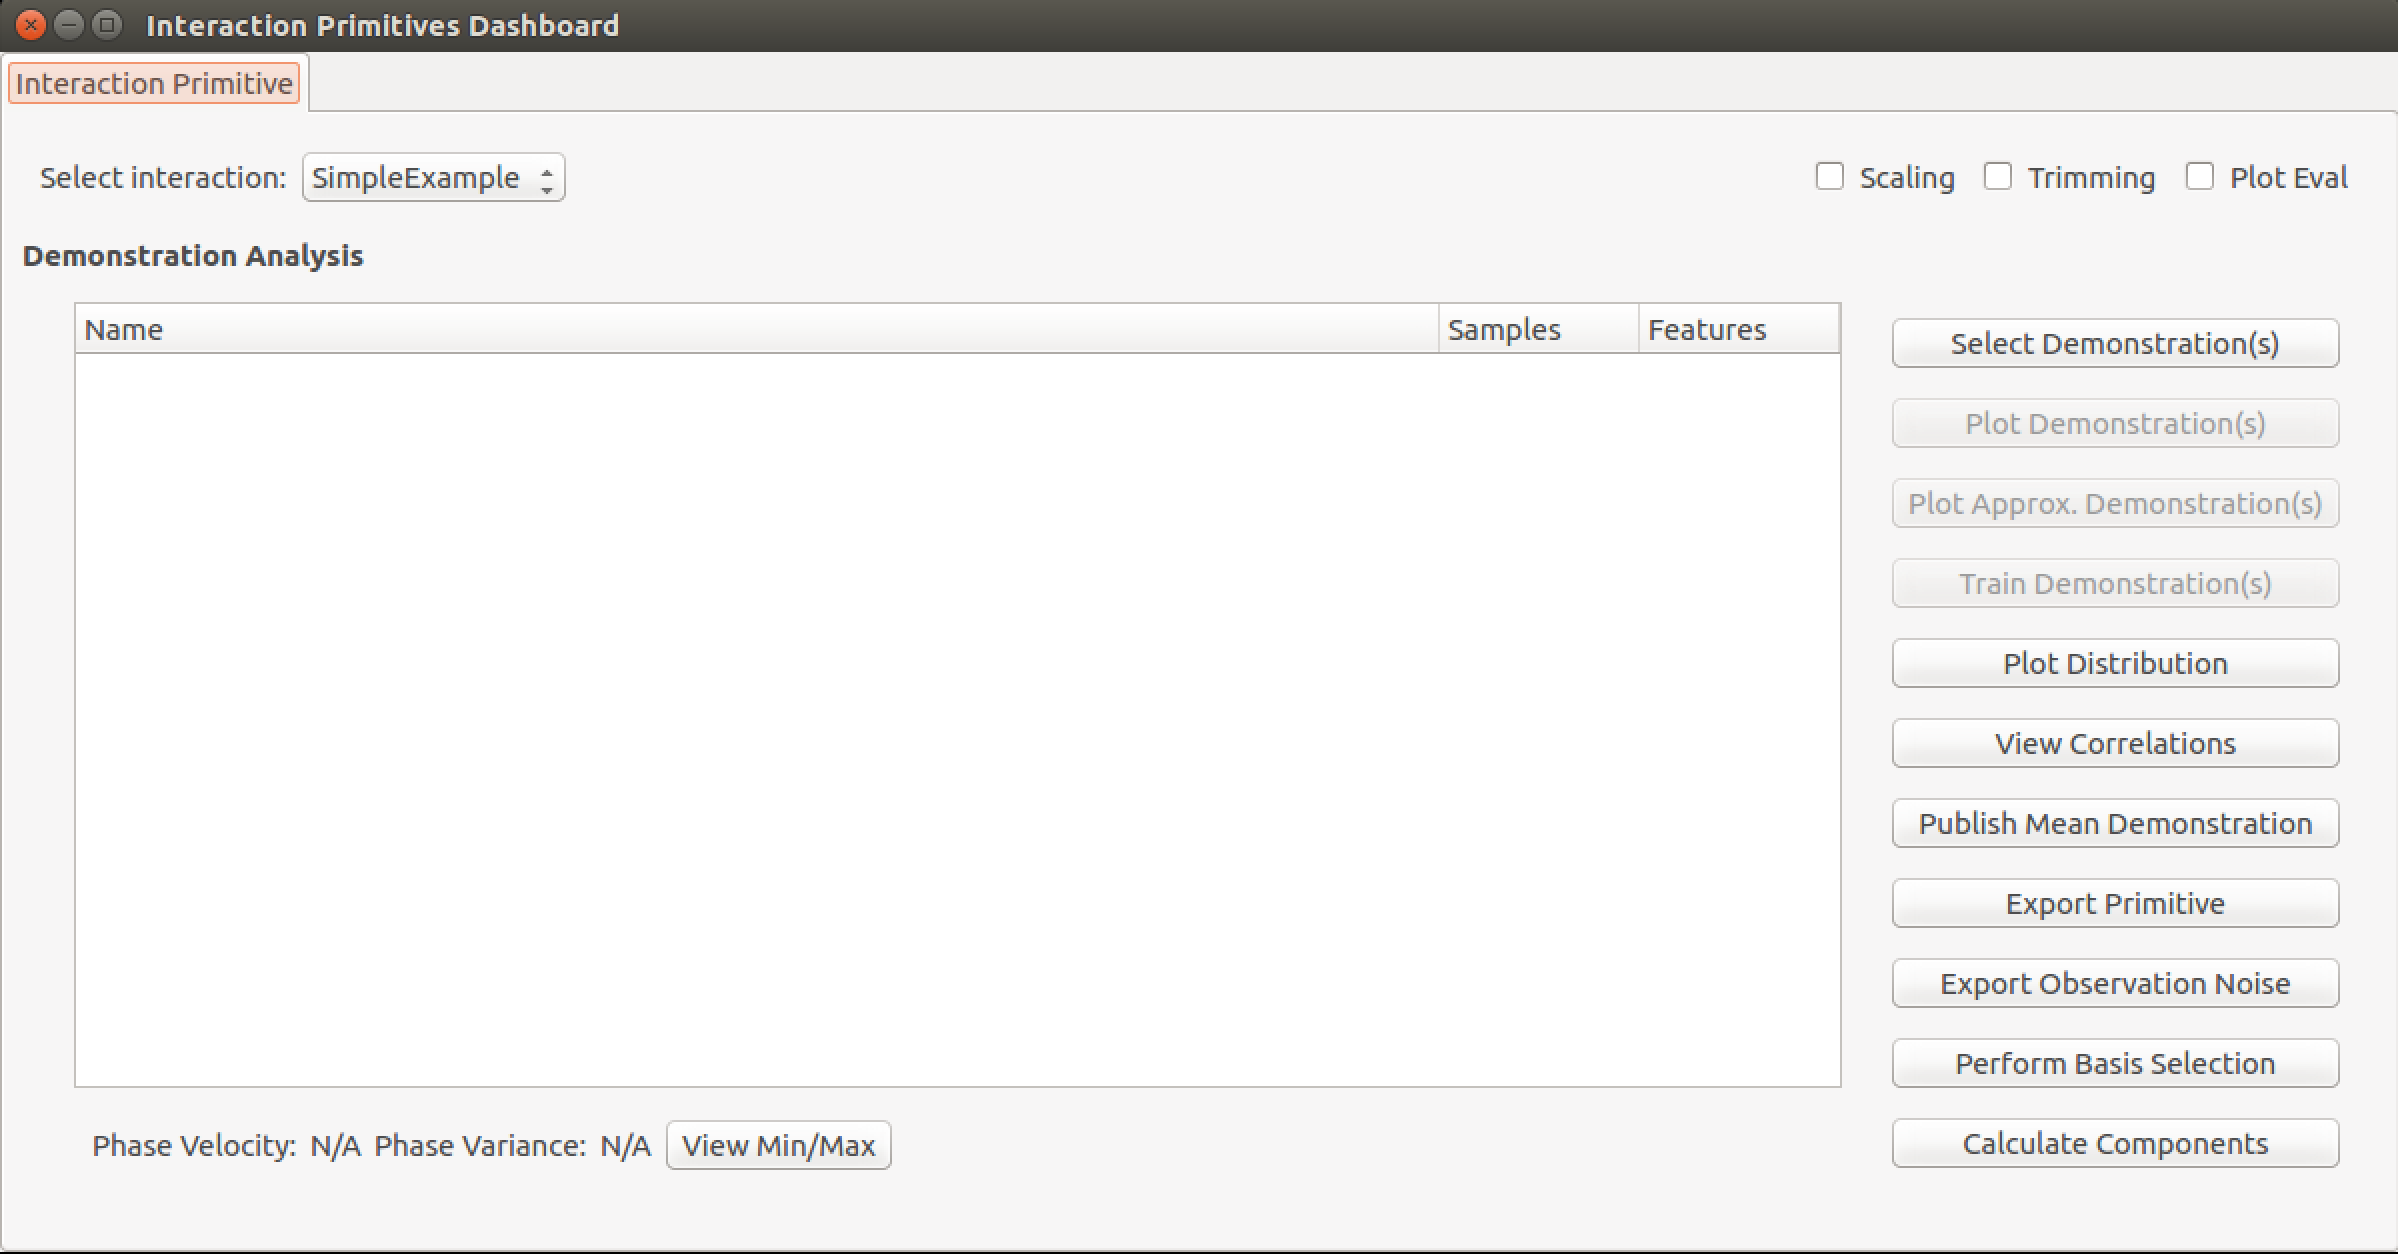 Interaction Primitives Dashboard
Interaction Primitive
Select interaction: SimpleExample Scaling Trimming Plot Eval
Demonstration Analysis
Name Samples Features
Select Demonstration(s)
Plot Demonstration(s)
Plot Approx. Demonstration(s)
Train Demonstration(s)
Plot Distribution
View Correlations
Publish Mean Demonstration
Export Primitive
Export Observation Noise
Perform Basis Selection
Calculate Components
Phase Velocity: N/A Phase Variance: N/A View Min/Max